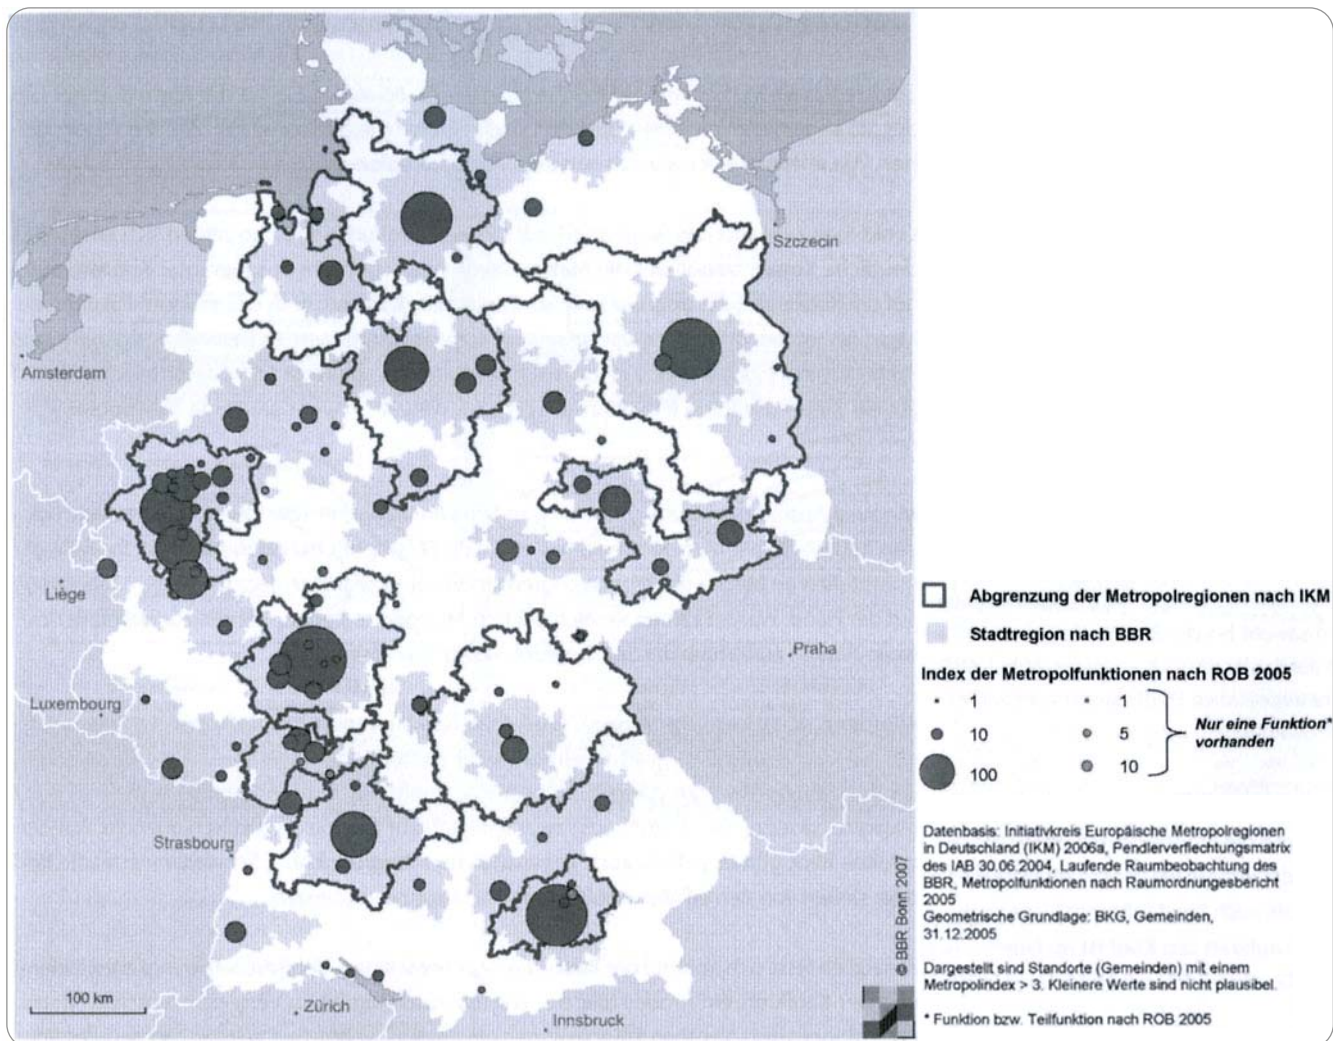 Szczecin
Amsterdam
Liège
Praha
Luxembourg
Strasbourg
100 km
Zürich
Innsbruck
© BBR Bonn 2007
Abgrenzung der Metropolregionen nach IKM
Stadtregion nach BBR
Index der Metropolfunktionen nach ROB 2005
1 1
10 5 Nur eine Funktion*
vorhanden
100 10
Datenbasis: Initiativkreis Europäische Metropolregionen
in Deutschland (IKM) 2006a, Pendlerverflechtungsmatrix
des IAB 30.06.2004, Laufende Raumbeobachtung des
BBR, Metropolfunktionen nach Raumordnungesbericht
2005
Geometrische Grundlage: BKG, Gemeinden,
31.12.2005
Dargestellt sind Standorte (Gemeinden) mit einem
Metropolindex > 3. Kleinere Werte sind nicht plausibel.
* Funktion bzw. Teilfunktion nach ROB 2005